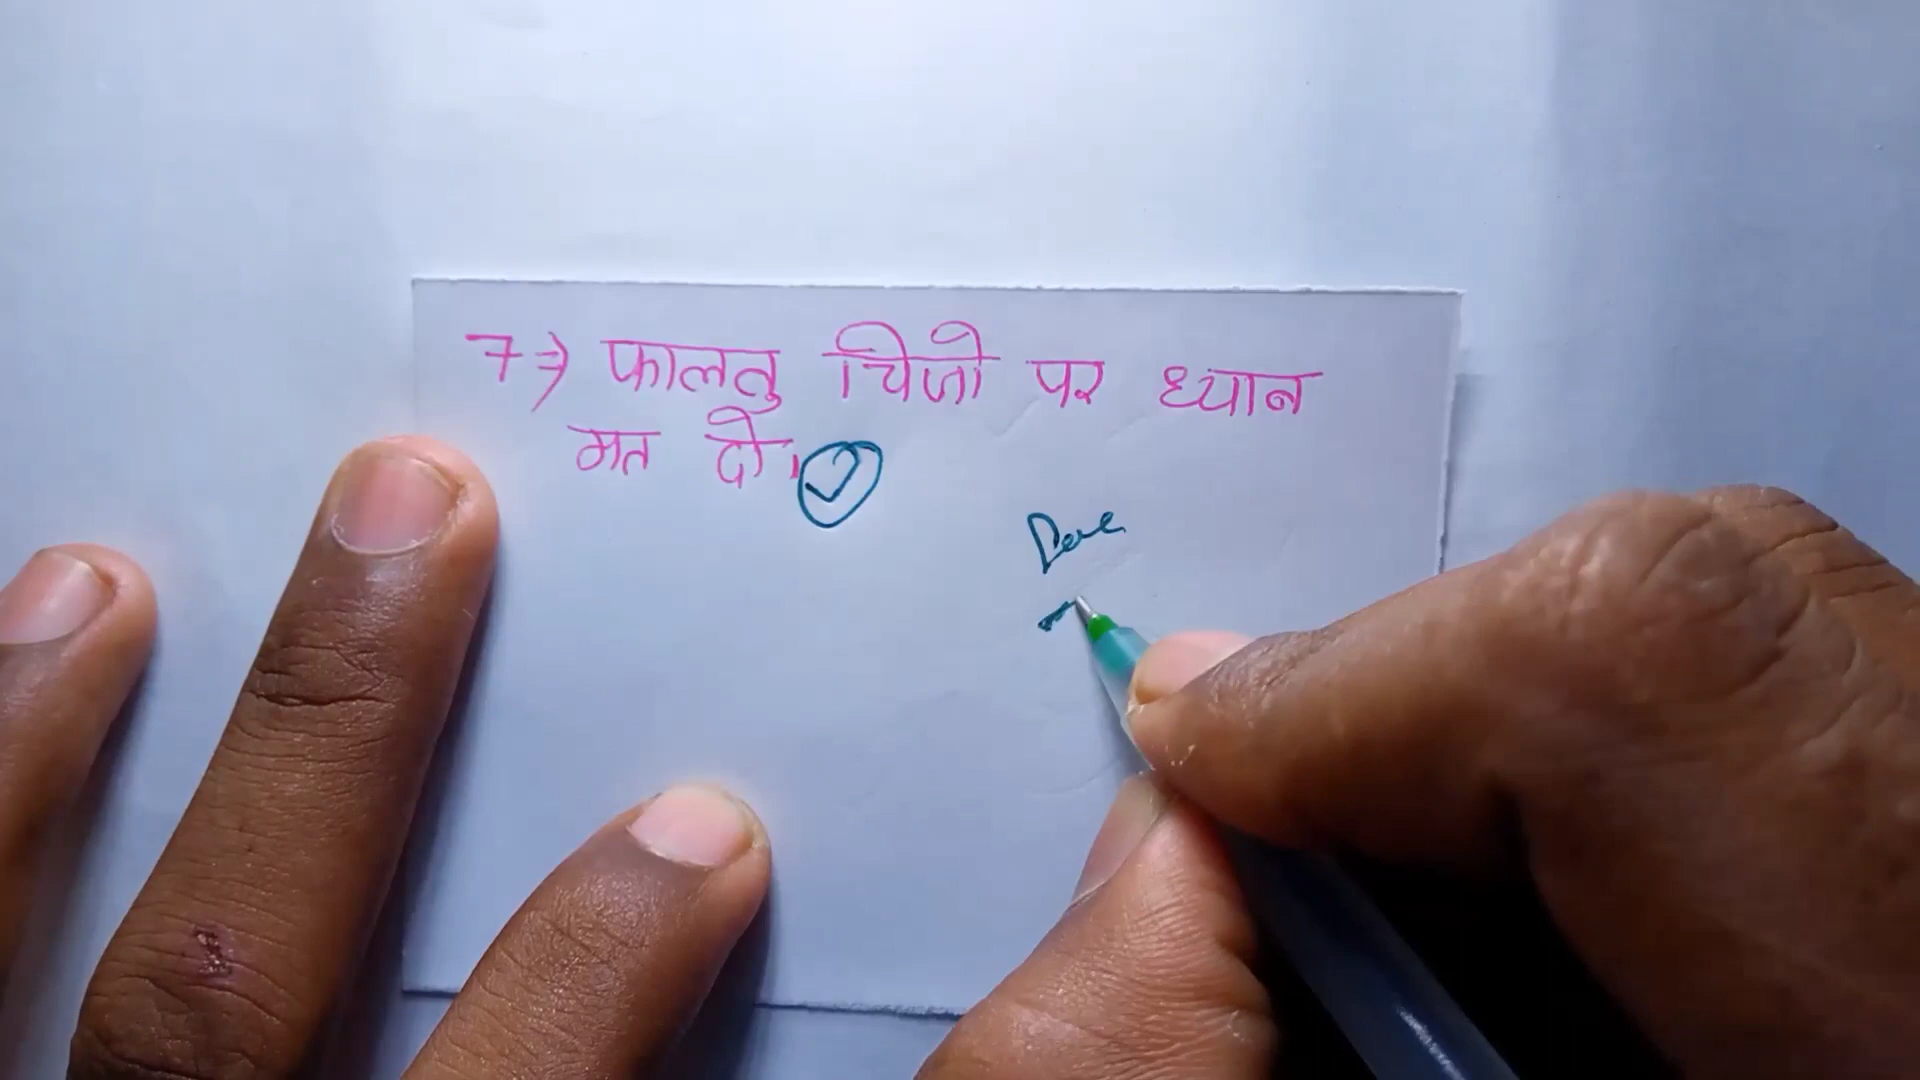 7⇒ फालतु चिजो पर ध्यान
मत दो।